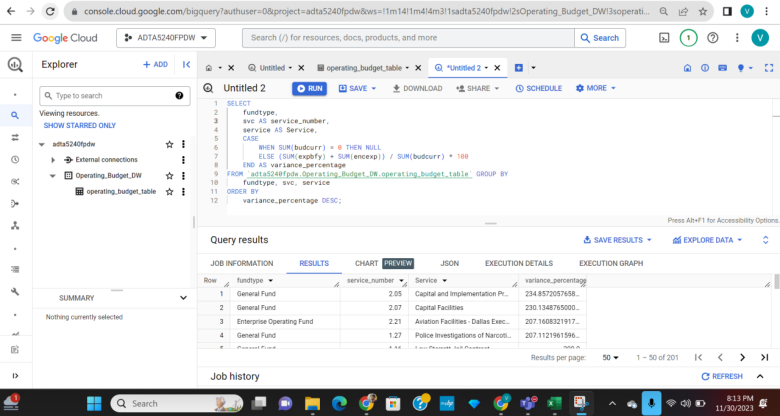 console.cloud.google.com/bigquery?authuser=0&project=adta5240fpdw&ws=!1m14!1m4!4m3!1sadta5240fpdw!2sOperating_Budget_DW!3soperati...
Google Cloud
ADTA5240FPDW
Search (/) for resources, docs, products, and more
Search
1
V
Explorer
+ ADD
Untitled
operating_budget_table
*Untitled 2
Type to search
Viewing resources.
SHOW STARRED ONLY
adta5240fpdw
External connections
Operating_Budget_DW
operating_budget_table
SUMMARY
Nothing currently selected
Untitled 2
RUN
SAVE
DOWNLOAD
SHARE
SCHEDULE
MORE
1 SELECT
2 fundtype,
3 svc AS service_number,
4 service AS Service,
5 CASE
6 WHEN SUM(budcurr) = 0 THEN NULL
7 ELSE (SUM(expbfy) + SUM(encexp)) / SUM(budcurr) * 100
8 END AS variance_percentage
9 FROM `adta5240fpdw.Operating_Budget_DW.operating_budget_table` GROUP BY
10 fundtype, svc, service
11 ORDER BY
12 variance_percentage DESC;
Press Alt+F1 for Accessibility Options.
Query results
SAVE RESULTS
EXPLORE DATA
JOB INFORMATION
RESULTS
CHART PREVIEW
JSON
EXECUTION DETAILS
EXECUTION GRAPH
Row fundtype service_number Service variance_percentage
1 General Fund 2.05 Capital and Implementation Pr... 234.8572057658...
2 General Fund 2.07 Capital Facilities 230.1348765000...
3 Enterprise Operating Fund 2.21 Aviation Facilities - Dallas Exec... 207.1608321917...
4 General Fund 1.27 Police Investigations of Narcoti... 207.1121961596...
Results per page: 50 1 – 50 of 201
Job history
REFRESH
Search
8:13 PM
11/30/2023